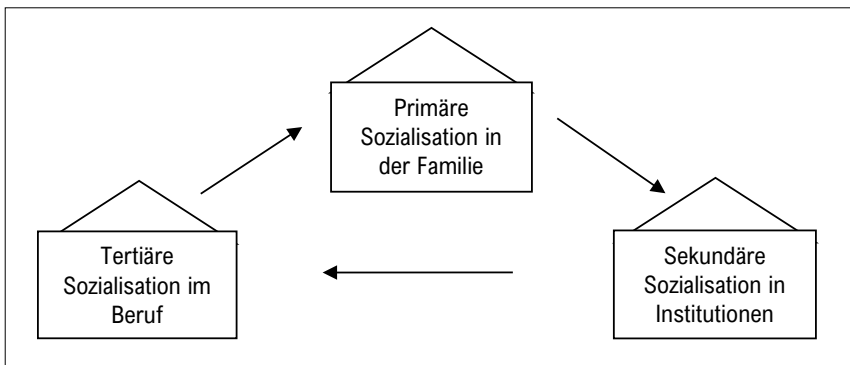 Primäre
Sozialisation in
der Familie
Tertiäre
Sozialisation im
Beruf
Sekundäre
Sozialisation in
Institutionen